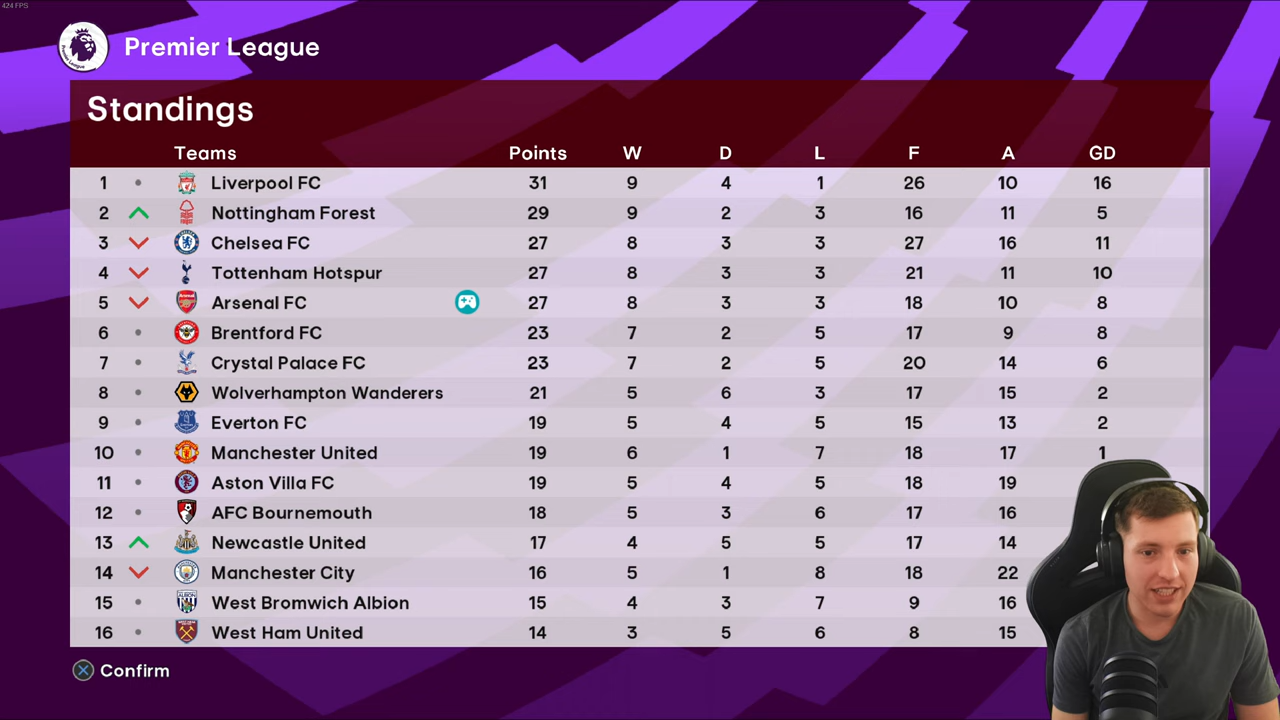 424 FPS
Premier League
Standings
Teams Points W D L F A GD
1 Liverpool FC 31 9 4 1 26 10 16
2 Nottingham Forest 29 9 2 3 16 11 5
3 Chelsea FC 27 8 3 3 27 16 11
4 Tottenham Hotspur 27 8 3 3 21 11 10
5 Arsenal FC 27 8 3 3 18 10 8
6 Brentford FC 23 7 2 5 17 9 8
7 Crystal Palace FC 23 7 2 5 20 14 6
8 Wolverhampton Wanderers 21 5 6 3 17 15 2
9 Everton FC 19 5 4 5 15 13 2
10 Manchester United 19 6 1 7 18 17 1
11 Aston Villa FC 19 5 4 5 18 19
12 AFC Bournemouth 18 5 3 6 17 16
13 Newcastle United 17 4 5 5 17 14
14 Manchester City 16 5 1 8 18 22
15 West Bromwich Albion 15 4 3 7 9 16
16 West Ham United 14 3 5 6 8 15
Confirm